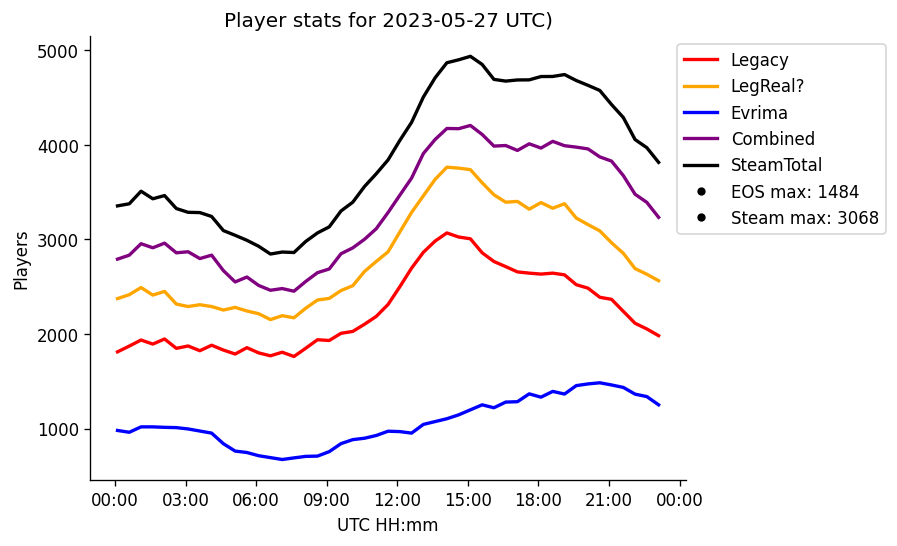 Player stats for 2023-05-27 UTC)
5000
4000
3000
2000
1000
Players
00:00 03:00 06:00 09:00 12:00 15:00 18:00 21:00 00:00
UTC HH:mm
Legacy
LegReal?
Evrima
Combined
SteamTotal
EOS max: 1484
Steam max: 3068